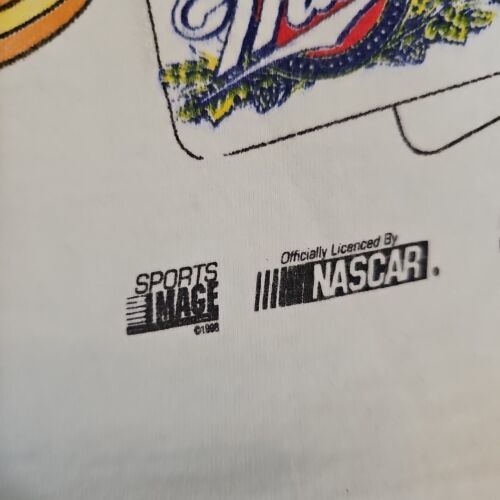 SPORTS
IMAGE
©1998
Officially Licenced By
NASCAR®